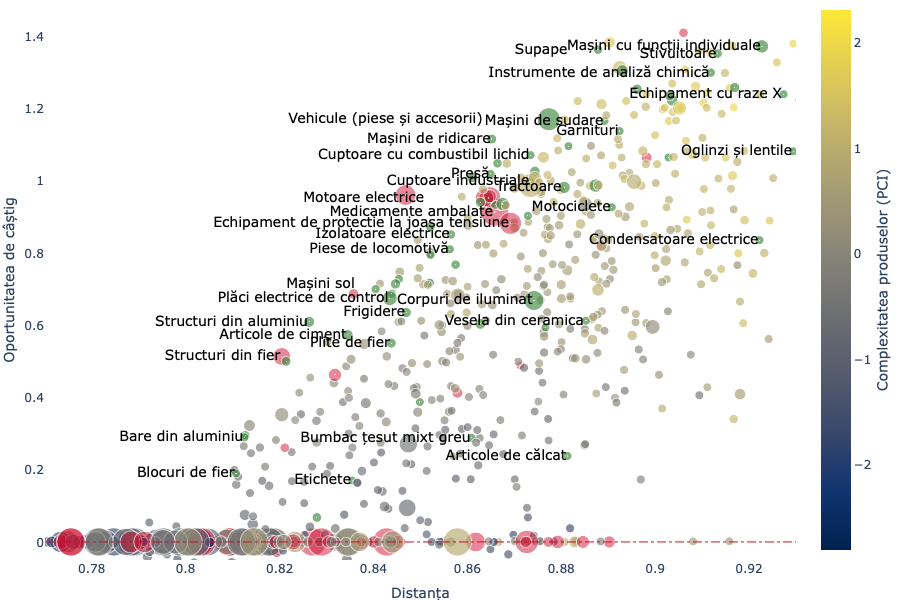 1.4
1.2
1
0.8
0.6
0.4
0.2
0
Oportunitatea de câștig
Supape
Mașini cu funcții individuale
Stivuitoare
Instrumente de analiză chimică
Echipament cu raze X
Vehicule (piese și accesorii)
Mașini de sudare
Garnituri
Mașini de ridicare
Oglinzi și lentile
Cuptoare cu combustibil lichid
Presă
Cuptoare industriale
Tractoare
Motoare electrice
Medicamente ambalate
Motociclete
Echipament de protectie la joasa tensiune
Izolatoare electrice
Condensatoare electrice
Piese de locomotivă
Mașini sol
Plăci electrice de control
Corpuri de iluminat
Frigidere
Structuri din aluminiu
Vesela din ceramica
Articole de ciment
Plite de fier
Structuri din fier
Bare din aluminiu
Bumbac țesut mixt greu
Articole de călcat
Blocuri de fier
Etichete
0.78
0.8
0.82
0.84
0.86
0.88
0.9
0.92
Distanța
2
1
0
−1
−2
Complexitatea produselor (PCI)